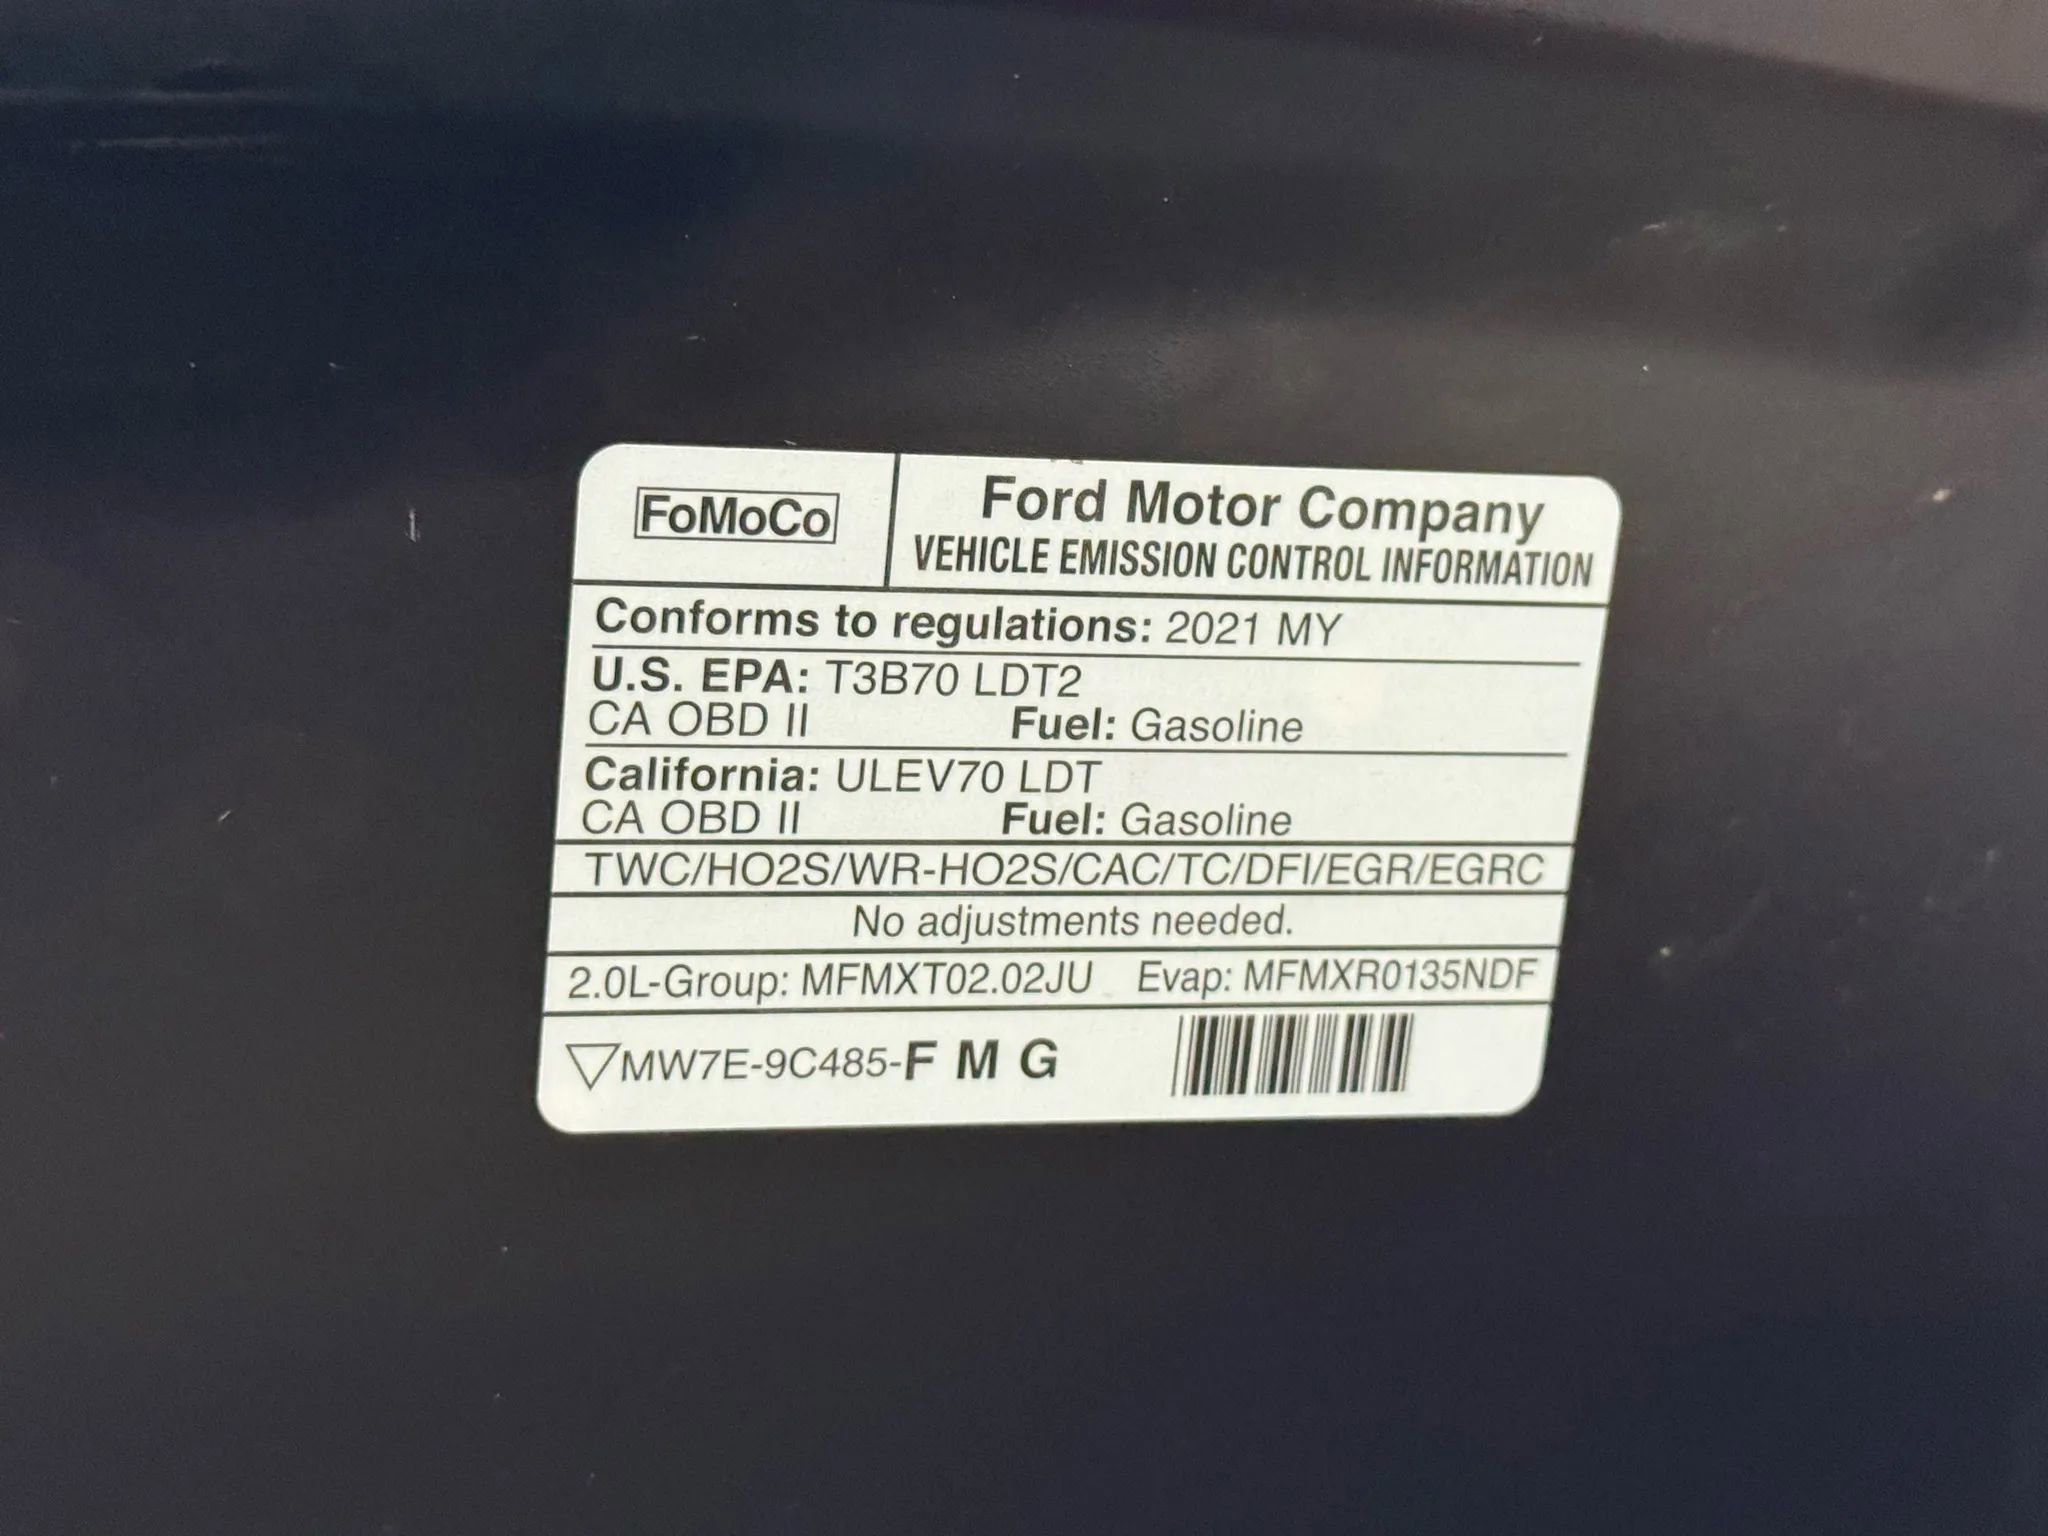 FoMoCo
Ford Motor Company
VEHICLE EMISSION CONTROL INFORMATION
Conforms to regulations: 2021 MY
U.S. EPA: T3B70 LDT2
CA OBD II Fuel: Gasoline
California: ULEV70 LDT
CA OBD II Fuel: Gasoline
TWC/HO2S/WR-HO2S/CAC/TC/DFI/EGR/EGRC
No adjustments needed.
2.0L-Group: MFMXT02.02JU Evap: MFMXR0135NDF
MW7E-9C485-F M G